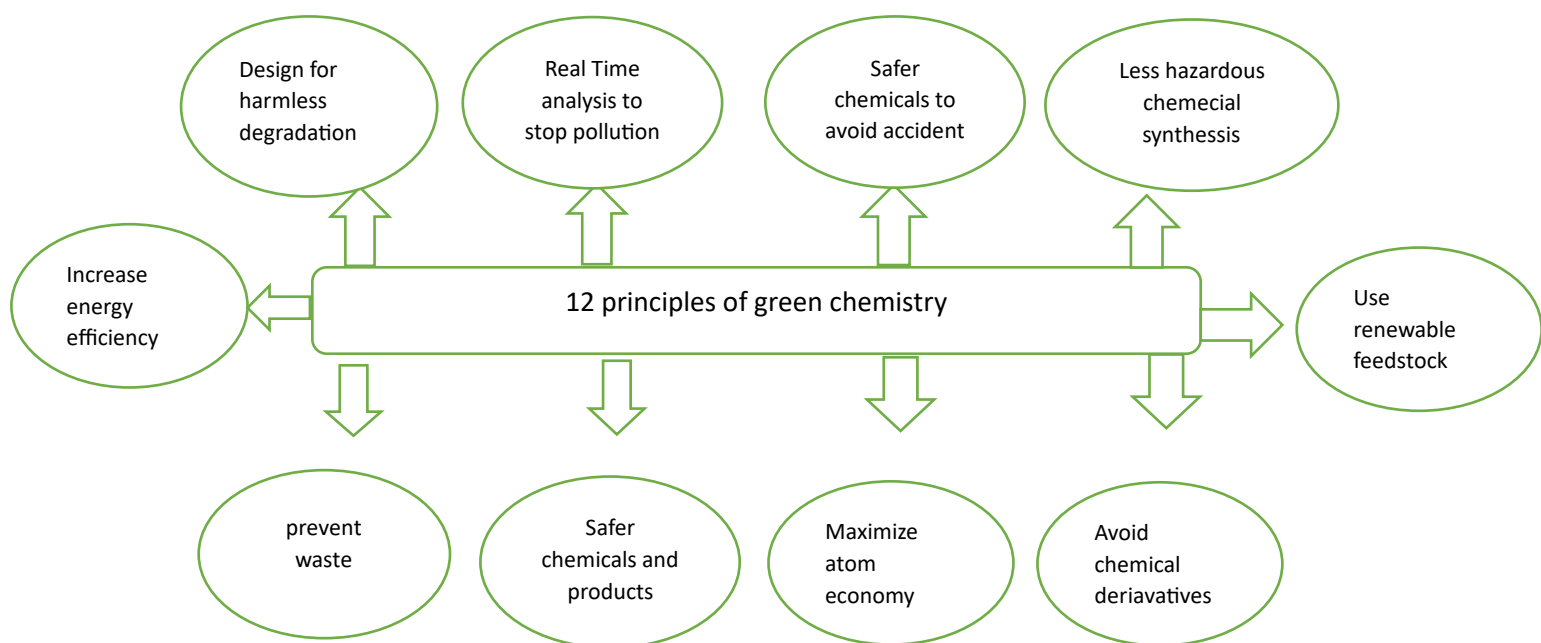 Design for
harmless
degradation
Real Time
analysis to
stop pollution
Safer
chemicals to
avoid accident
Less hazardous
chemecial
synthessis
Increase
energy
efficiency
12 principles of green chemistry
Use
renewable
feedstock
prevent
waste
Safer
chemicals and
products
Maximize
atom
economy
Avoid
chemical
deriavatives